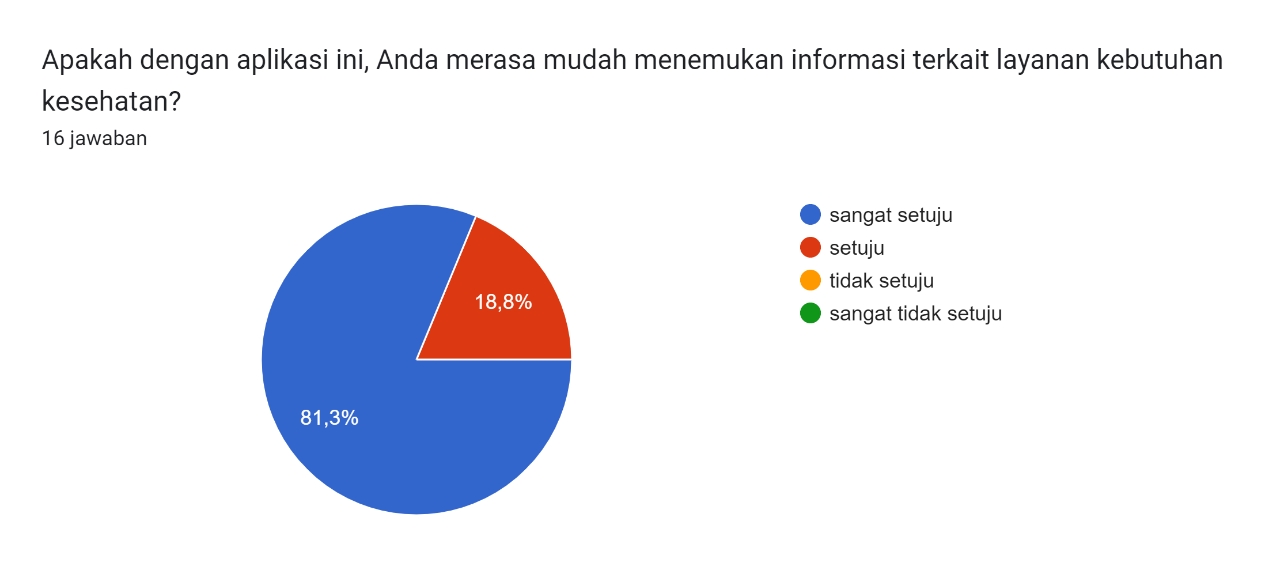 Apakah dengan aplikasi ini, Anda merasa mudah menemukan informasi terkait layanan kebutuhan
kesehatan?
16 jawaban
sangat setuju
setuju
tidak setuju
sangat tidak setuju
18,8%
81,3%